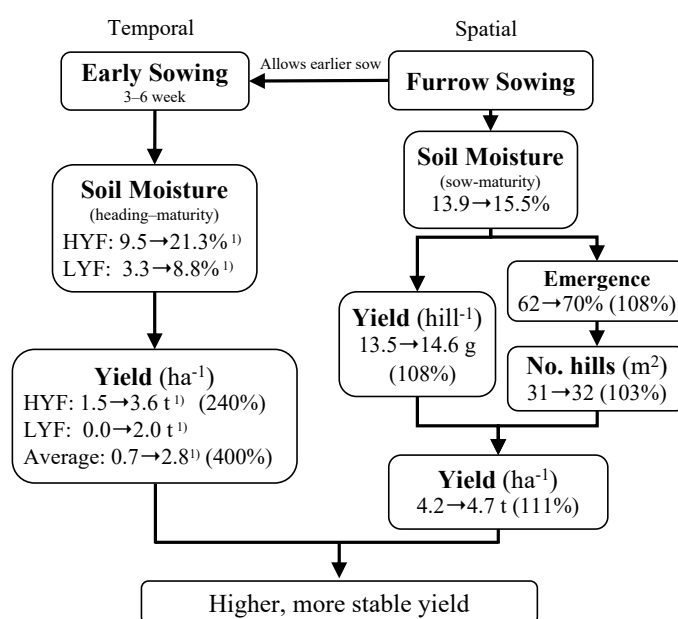 Temporal
Spatial
Early Sowing
3–6 week
Allows earlier sow
Furrow Sowing
Soil Moisture
(heading–maturity)
HYF: 9.5→21.3% ¹⁾
LYF: 3.3→8.8% ¹⁾
Soil Moisture
(sow-maturity)
13.9→15.5%
Emergence
62→70% (108%)
Yield (hill⁻¹)
13.5→14.6 g
(108%)
No. hills (m²)
31→32 (103%)
Yield (ha⁻¹)
HYF: 1.5→3.6 t ¹⁾ (240%)
LYF: 0.0→2.0 t ¹⁾
Average: 0.7→2.8¹⁾ (400%)
Yield (ha⁻¹)
4.2→4.7 t (111%)
Higher, more stable yield